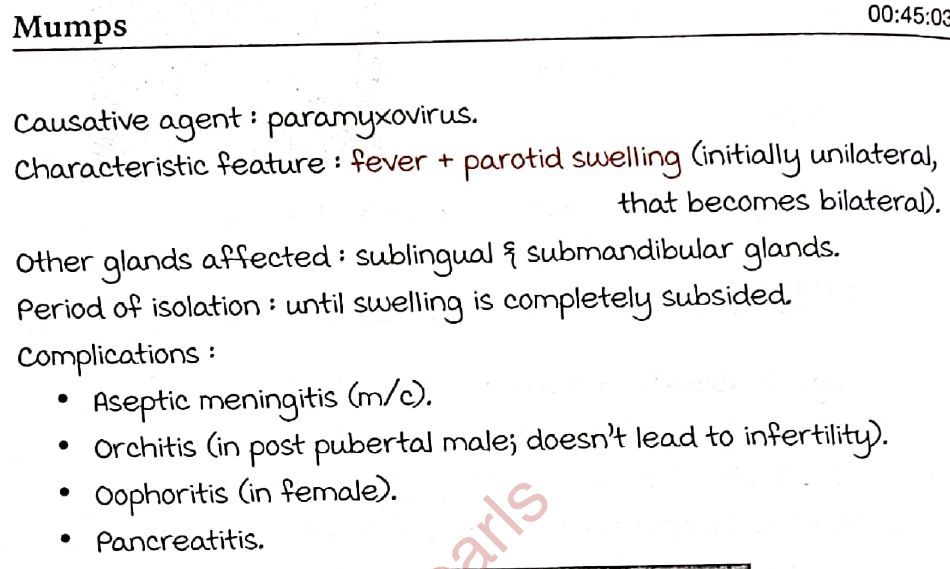 Mumps
00:45:03
Causative agent : paramyxovirus.
Characteristic feature : fever + parotid swelling (initially unilateral,
that becomes bilateral).
Other glands affected : sublingual & submandibular glands.
Period of isolation : until swelling is completely subsided.
Complications :
• Aseptic meningitis (m/c).
• Orchitis (in post pubertal male; doesn't lead to infertility).
• Oophoritis (in female).
• Pancreatitis.
earls